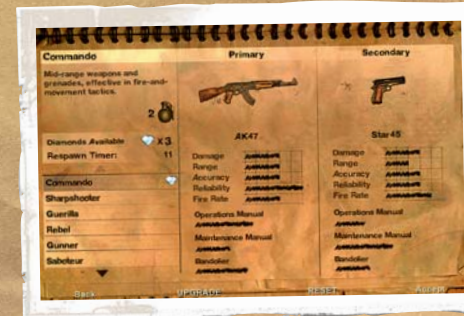 Commando
Mid-range weapons and
grenades, effective in fire-and-
movement tactics.
2
Diamonds Available X3
Respawn Timer: 11
Commando
Sharpshooter
Guerilla
Rebel
Gunner
Saboteur
Primary
AK47
Damage
Range
Accuracy
Reliability
Fire Rate
Operations Manual
Maintenance Manual
Bandolier
Secondary
Star45
Damage
Range
Accuracy
Reliability
Fire Rate
Operations Manual
Maintenance Manual
Bandolier
Back UPGRADE RESET Accept